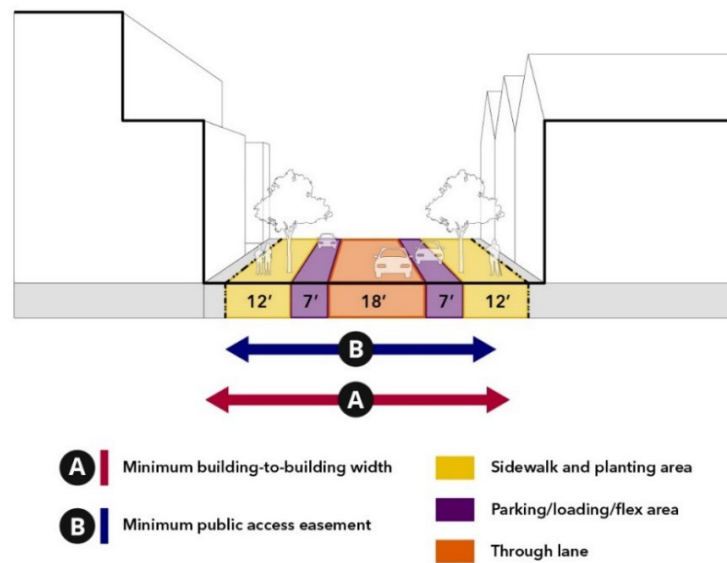 12’ 7’ 18’ 7’ 12’
B
A
A Minimum building-to-building width
B Minimum public access easement
Sidewalk and planting area
Parking/loading/flex area
Through lane